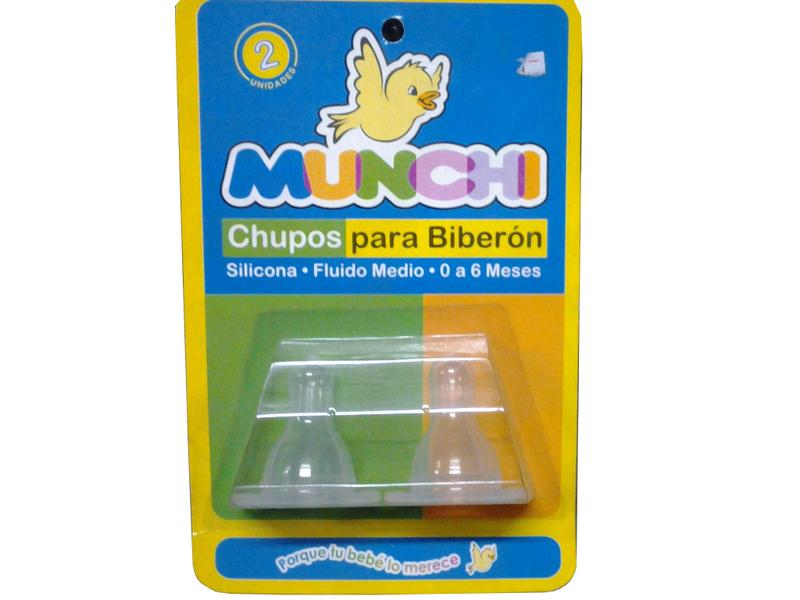 2
UNIDADES
MUNCHI
Chupos para Biberón
Silicona • Fluido Medio • 0 a 6 Meses
Porque tu bebé lo merece